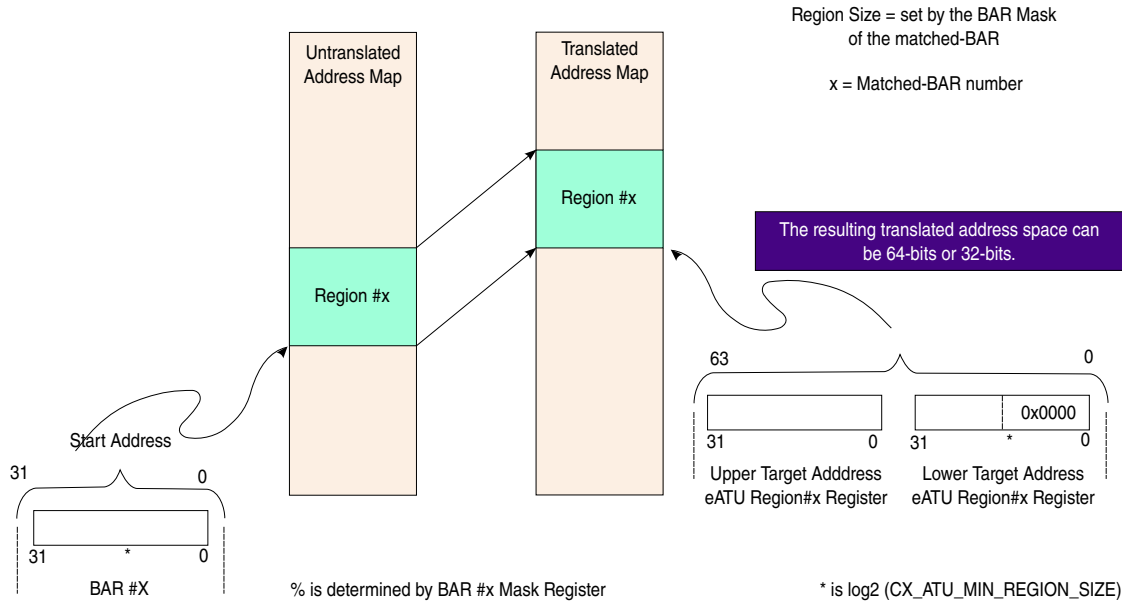 Region Size = set by the BAR Mask
of the matched-BAR
x = Matched-BAR number
Untranslated
Address Map
Translated
Address Map
Region #x
Region #x
The resulting translated address space can
be 64-bits or 32-bits.
63
0
0x0000
31
0
31
*
0
Upper Target Adddress
eATU Region#x Register
Lower Target Address
eATU Region#x Register
Start Address
31
0
31
*
0
BAR #X
% is determined by BAR #x Mask Register
* is log2 (CX_ATU_MIN_REGION_SIZE)